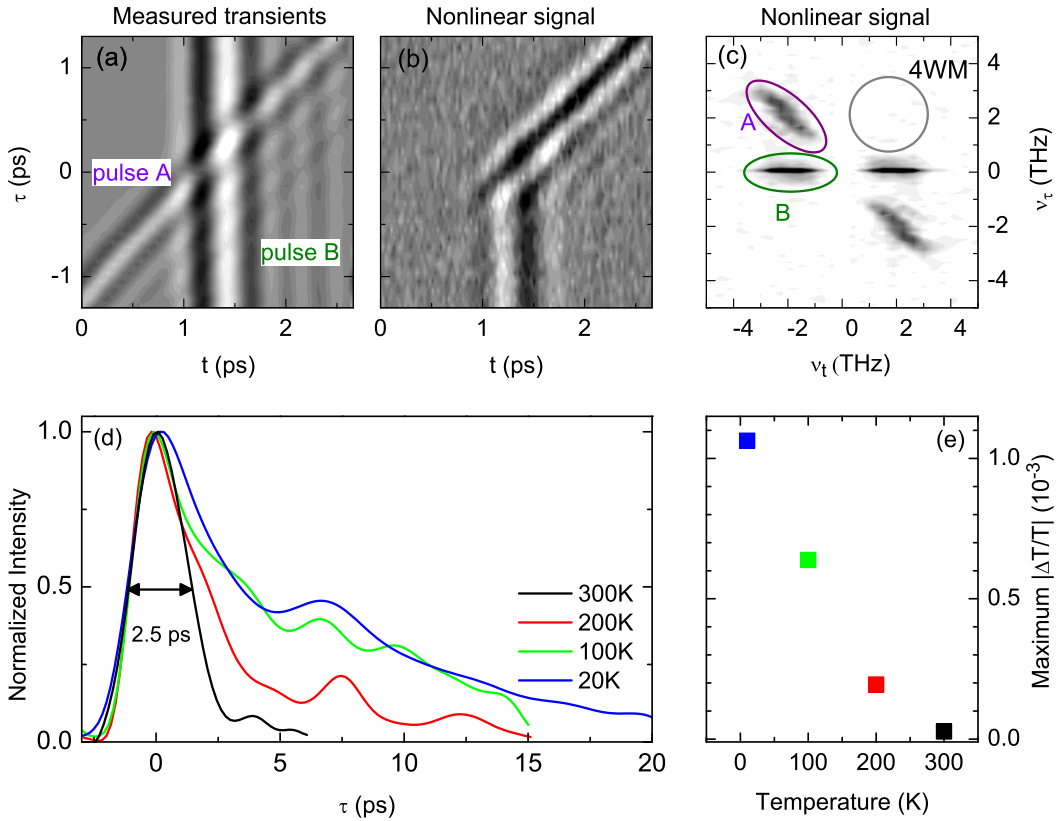 Measured transients
Nonlinear signal
Nonlinear signal
(a)
(b)
(c)
4WM
A
B
pulse A
pulse B
1
0
-1
τ (ps)
0
1
2
t (ps)
0
1
2
t (ps)
-4
-2
0
2
4
ν_t (THz)
4
2
0
-2
-4
ν_τ (THz)
(d)
1.0
0.5
0.0
Normalized Intensity
2.5 ps
300K
200K
100K
20K
0
5
10
15
20
τ (ps)
(e)
1.0
0.5
0.0
Maximum |ΔT/T| (10⁻³)
0
100
200
300
Temperature (K)